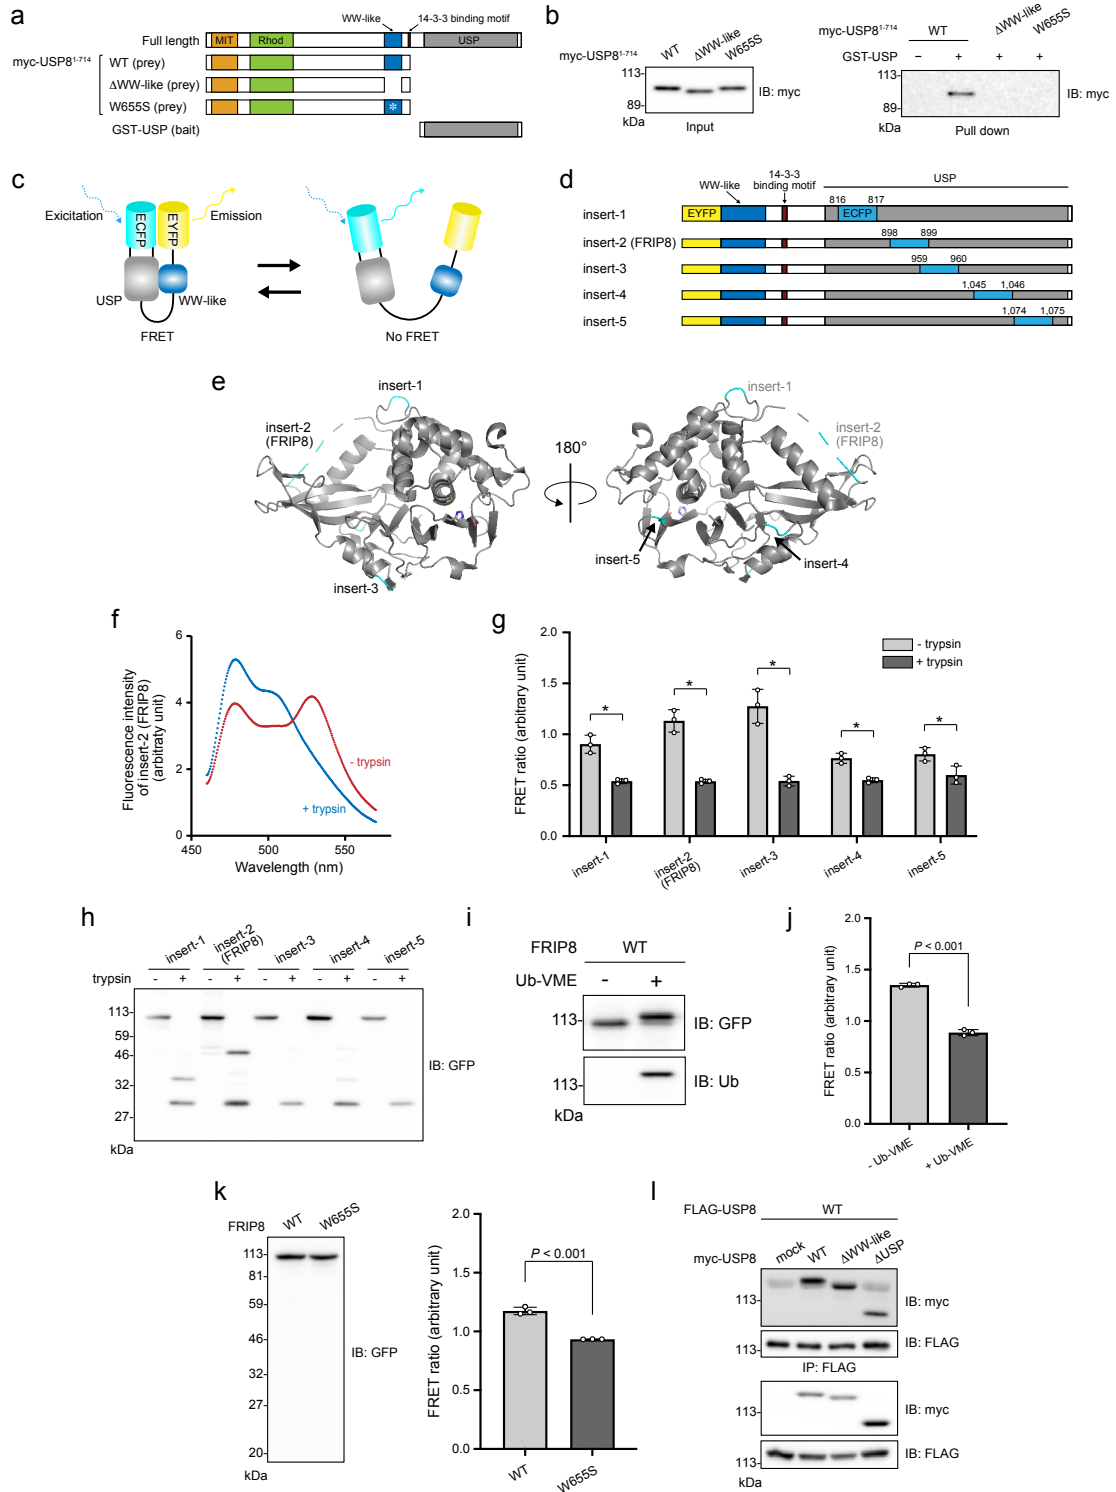 a
WW-like
14-3-3 binding motif
Full length
MIT
Rhod
USP
myc-USP8¹⁻⁷¹⁴
WT (prey)
ΔWW-like (prey)
W655S (prey)
*
GST-USP (bait)
b
myc-USP8¹⁻⁷¹⁴
WT
ΔWW-like
W655S
113-
89-
kDa
IB: myc
Input
myc-USP8¹⁻⁷¹⁴
WT
ΔWW-like
W655S
GST-USP
− + + +
113-
89-
kDa
IB: myc
Pull down
c
Exicitation
ECFP
EYFP
Emission
USP
WW-like
FRET
No FRET
d
WW-like
14-3-3
binding motif
USP
insert-1
EYFP
816
817
ECFP
insert-2 (FRIP8)
898
899
insert-3
959
960
insert-4
1,045
1,046
insert-5
1,074
1,075
e
insert-1
insert-2
(FRIP8)
insert-3
180°
insert-1
insert-2
(FRIP8)
insert-5
insert-4
f
Fluorescence intensity
of insert-2 (FRIP8)
(arbitraty unit)
6
4
2
0
- trypsin
+ trypsin
450
500
550
Wavelength (nm)
g
FRET ratio (arbitrary unit)
2.0
1.5
1.0
0.5
0.0
- trypsin
+ trypsin
* * * * *
insert-1
insert-2
(FRIP8)
insert-3
insert-4
insert-5
h
insert-1
insert-2
(FRIP8)
insert-3
insert-4
insert-5
trypsin
- + - + - + - + - +
113-
59-
46-
32-
27-
kDa
IB: GFP
i
FRIP8
WT
Ub-VME
- +
113-
IB: GFP
113-
IB: Ub
kDa
j
FRET ratio (arbitrary unit)
2.0
1.5
1.0
0.5
0.0
P < 0.001
- Ub-VME
+ Ub-VME
k
FRIP8
WT
W655S
113-
81-
59-
46-
32-
27-
20-
kDa
IB: GFP
FRET ratio (arbitrary unit)
2.0
1.5
1.0
0.5
0.0
P < 0.001
WT
W655S
l
FLAG-USP8
WT
myc-USP8
mock
WT
ΔWW-like
ΔUSP
113-
IB: myc
113-
IB: FLAG
IP: FLAG
113-
IB: myc
113-
IB: FLAG
kDa